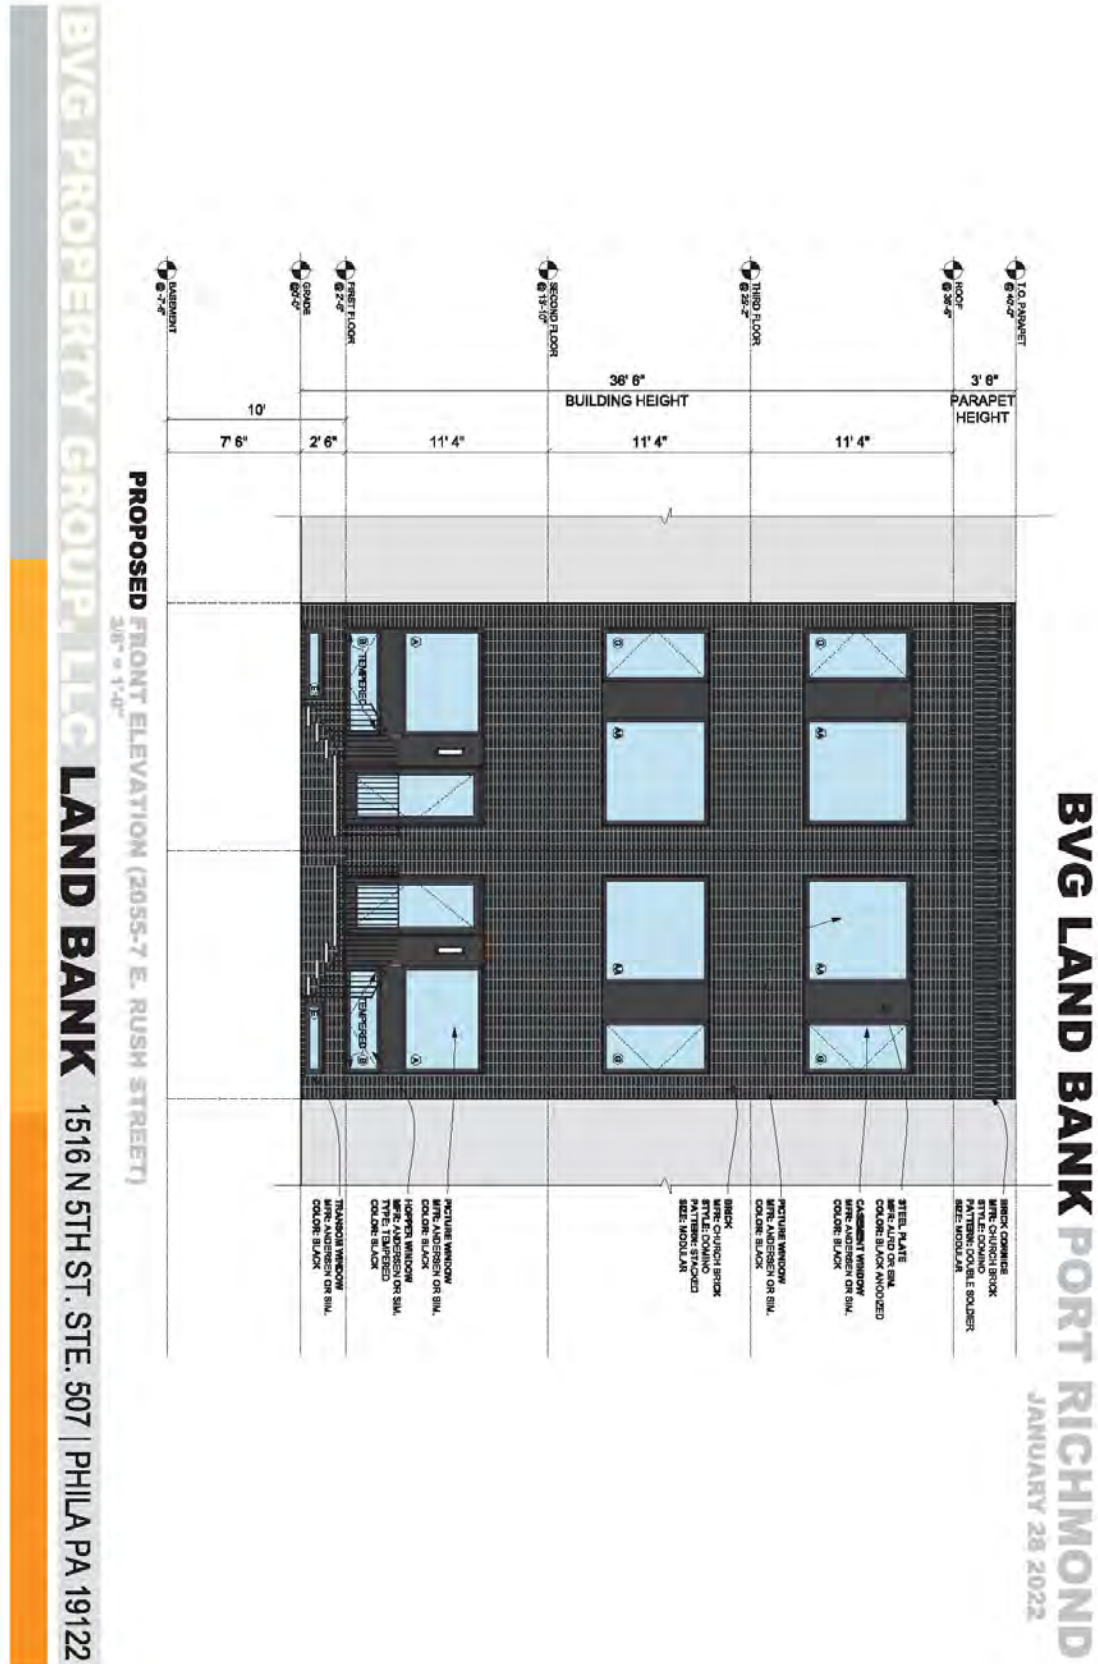 BVG LAND BANK PORT RICHMOND
JANUARY 28 2022
T.O. PARAPET
@ 40'-0"
ROOF
@ 36'-6"
THIRD FLOOR
@ 25'-2"
SECOND FLOOR
@ 13'-10"
FIRST FLOOR
@ 2'-6"
GRADE
@0'-0"
BASEMENT
@ -7'-6"
3' 6"
PARAPET
HEIGHT
36' 6"
BUILDING HEIGHT
10'
11' 4"
11' 4"
11' 4"
2' 6"
7' 6"
BRICK CORNICE
MFR: CHURCH BRICK
STYLE: DOMINO
PATTERN: DOUBLE SOLDIER
SIZE: MODULAR
STEEL PLATE
COLOR: BLACK ANODIZED
CASEMENT WINDOW
MFR: ANDERSEN OR SIM.
COLOR: BLACK
PICTURE WINDOW
MFR: ANDERSEN OR SIM.
COLOR: BLACK
BRICK
MFR: CHURCH BRICK
STYLE: DOMINO
PATTERN: STACKED
SIZE: MODULAR
PICTURE WINDOW
MFR: ANDERSEN OR SIM.
COLOR: BLACK
HOPPER WINDOW
MFR: ANDERSEN OR SIM.
TYPE: TEMPERED
COLOR: BLACK
TRANSOM WINDOW
MFR: ANDERSEN OR SIM.
COLOR: BLACK
AA
AA
AA
AA
A
A
B TEMPERED
TEMPERED B
PROPOSED FRONT ELEVATION (2055-7 E. RUSH STREET)
3/8" = 1'-0"
BVG PROPERTY GROUP, LLC LAND BANK 1516 N 5TH ST. STE. 507 | PHILA PA 19122